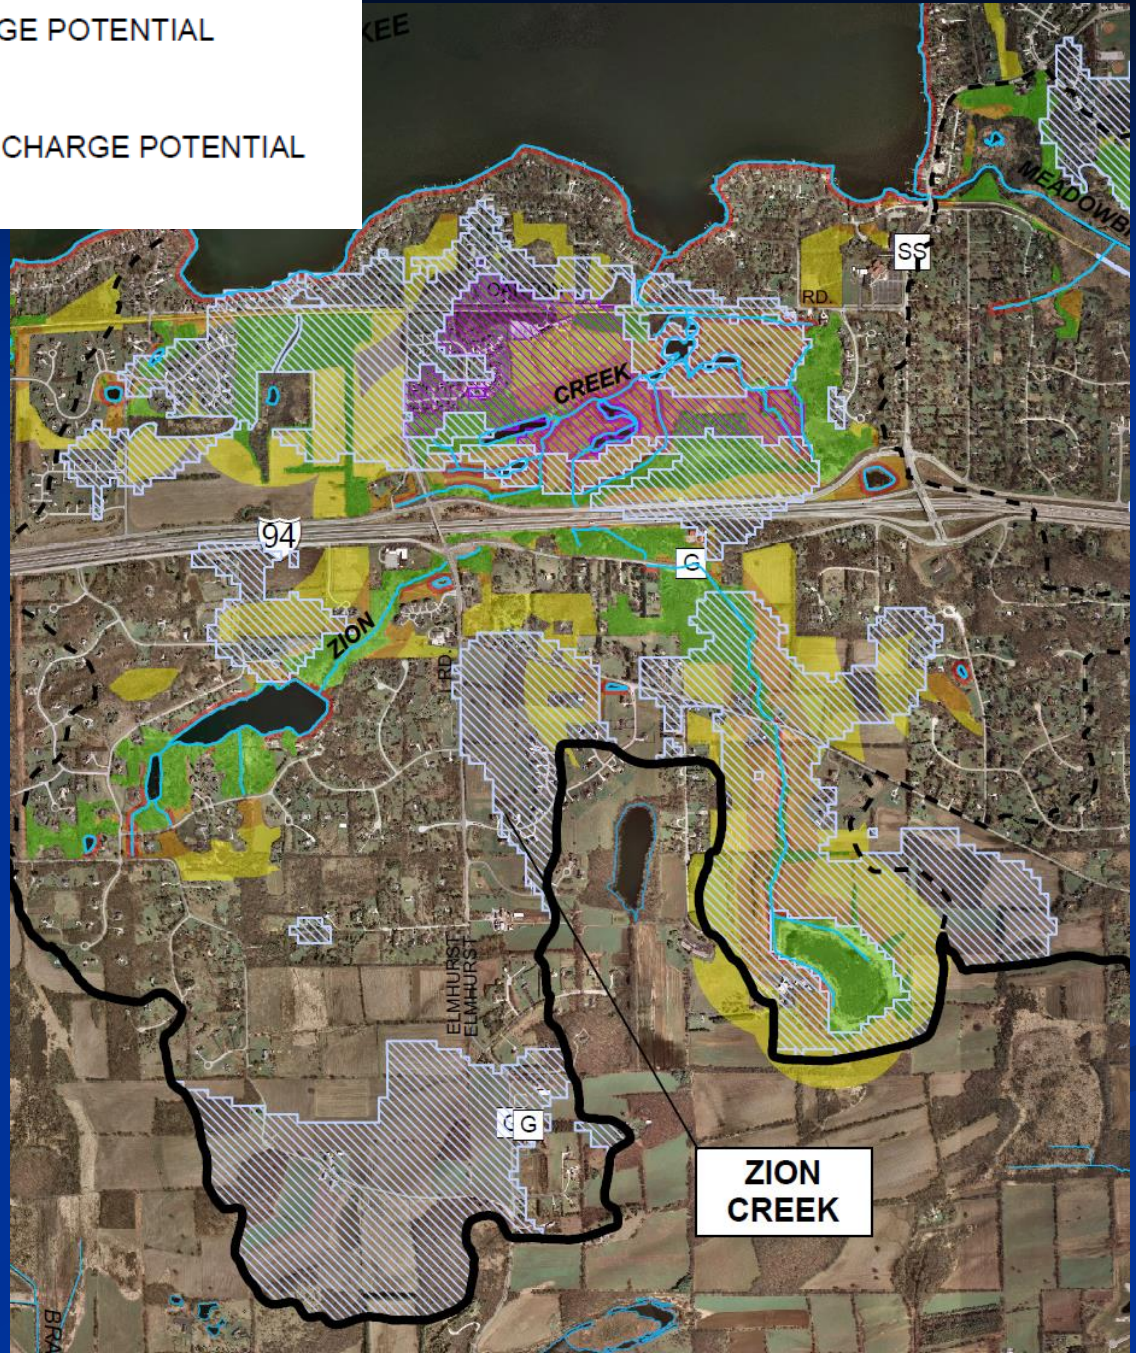 GE POTENTIAL
KEE
CHARGE POTENTIAL
MEADOWB
SS
RD.
CREEK
94
G
ZION
RD
ELMHURST
ELMHURST
G
ZION
CREEK
BRA